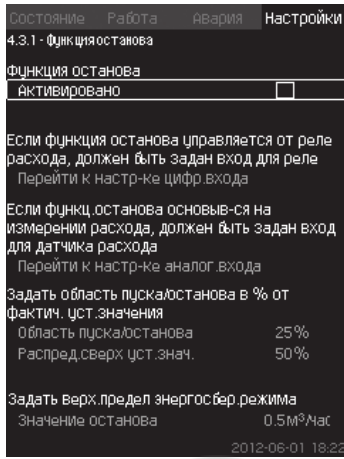 Состояние Работа Авария Настройки
4.3.1 - Функция останова
Функция останова
Активировано
Если функция останова управляется от реле
расхода, должен быть задан вход для реле
Перейти к настр-ке цифр.входа
Если функц.останова основыв-ся на
измерении расхода, должен быть задан вход
для датчика расхода
Перейти к настр-ке аналог.входа
Задать область пуска/останова в % от
фактич. уст.значения
Область пуска/останова 25%
Распред.сверх уст.знач. 50%
Задать верх.предел энергосбер.режима
Значение останова 0.5м³/час
2012-06-01 18:22